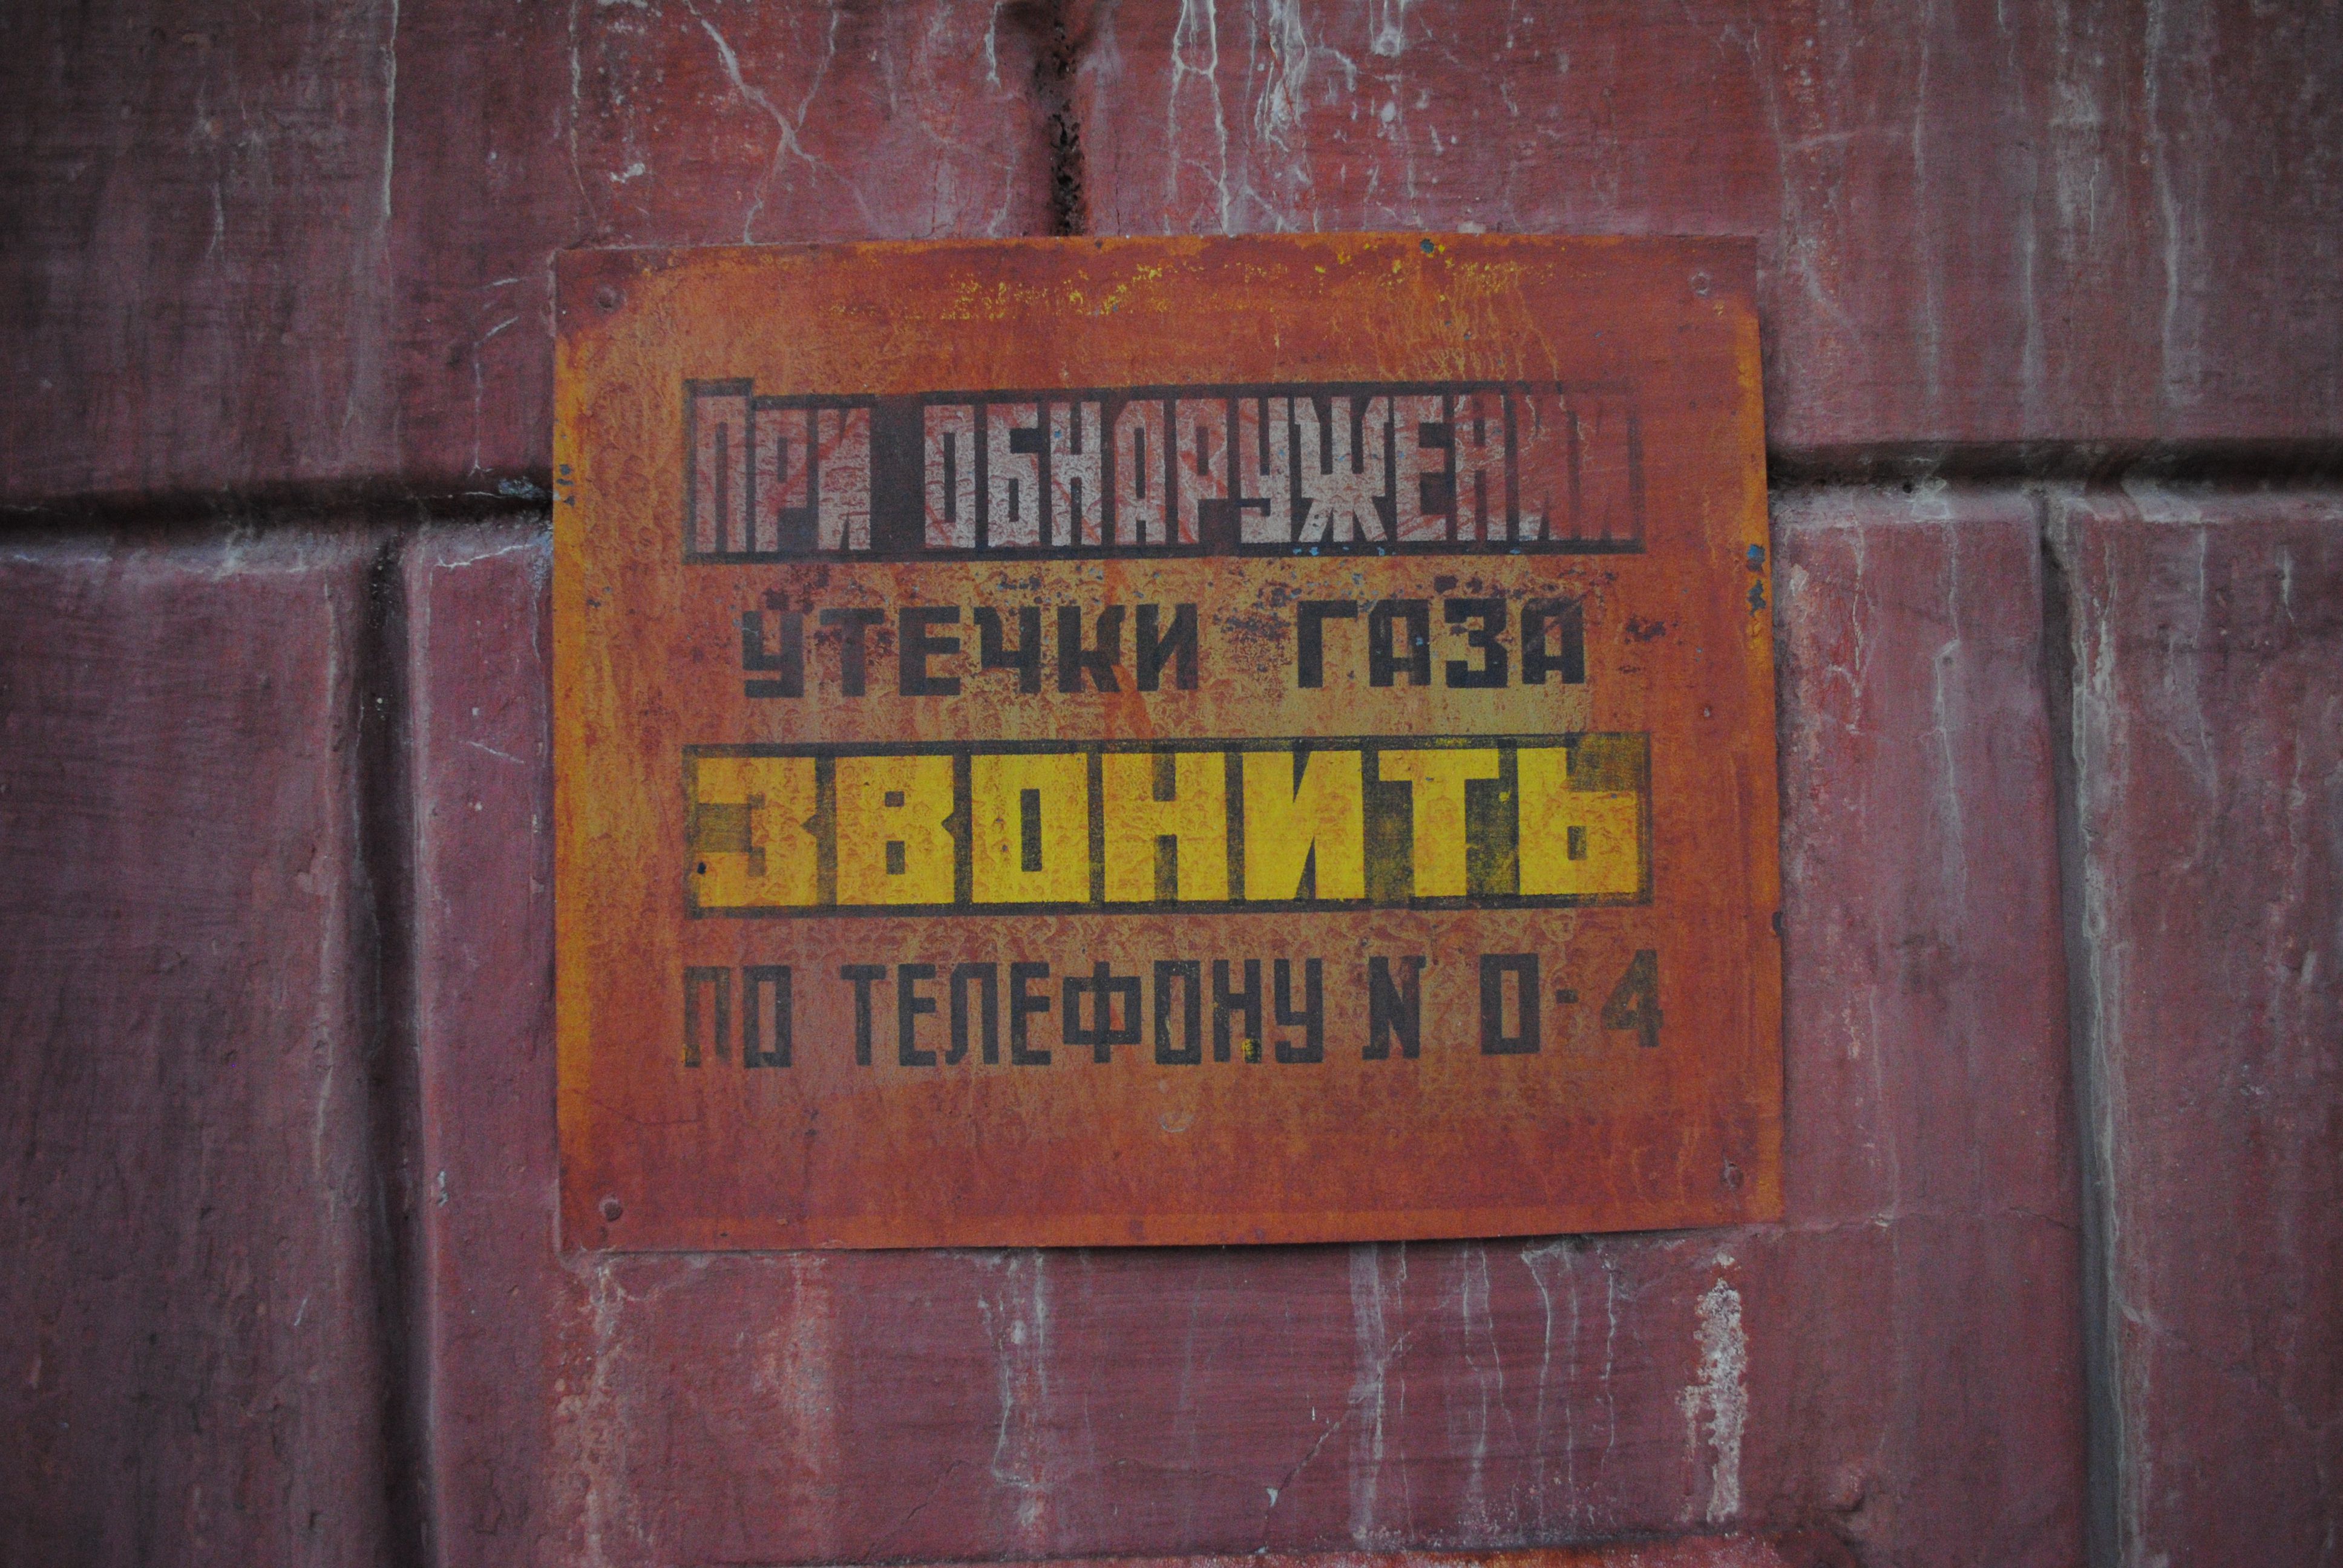 При ОБНАРУЖЕНИИ
УТЕЧКИ ГАЗА
ЗВОНИТЬ
ПО ТЕЛЕФОНУ N 0-4